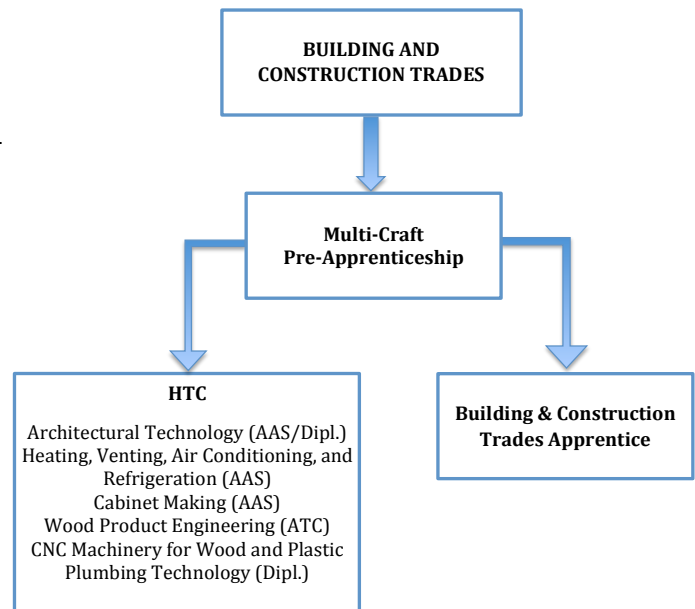 BUILDING AND
CONSTRUCTION TRADES
Multi-Craft
Pre-Apprenticeship
HTC
Architectural Technology (AAS/Dipl.)
Heating, Venting, Air Conditioning, and
Refrigeration (AAS)
Cabinet Making (AAS)
Wood Product Engineering (ATC)
CNC Machinery for Wood and Plastic
Plumbing Technology (Dipl.)
Building & Construction
Trades Apprentice